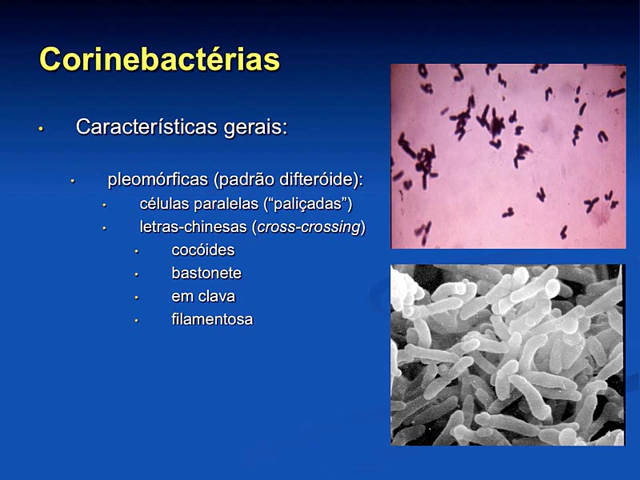 Corinebactérias
• Características gerais:
• pleomórficas (padrão difteróide):
• células paralelas (“paliçadas”)
• letras-chinesas (cross-crossing)
• cocóides
• bastonete
• em clava
• filamentosa